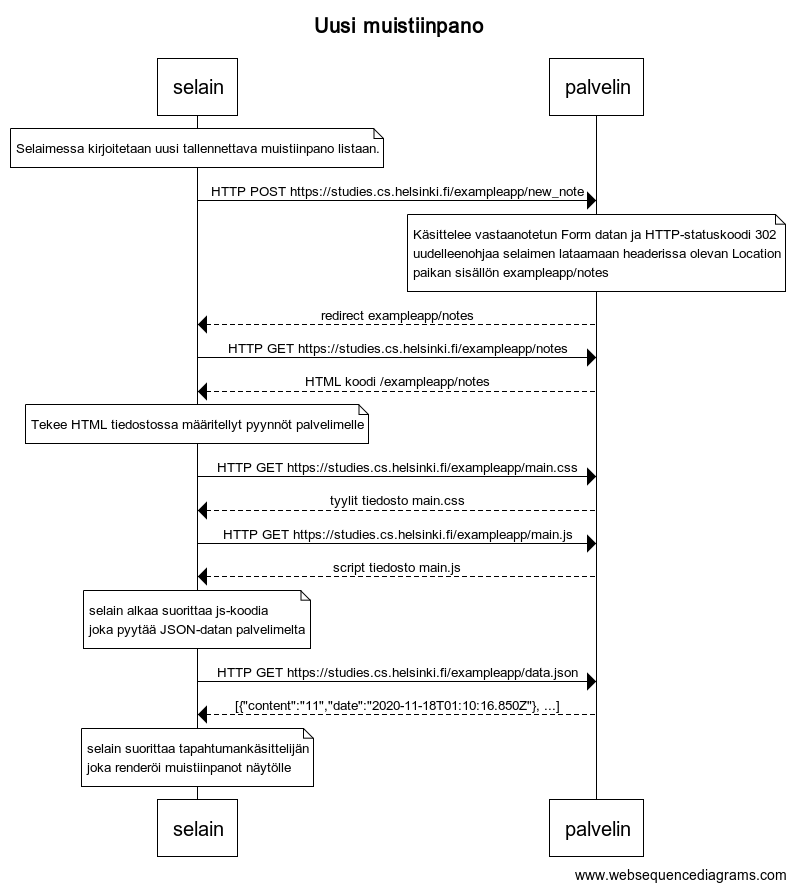 Uusi muistiinpano
selain
palvelin
Selaimessa kirjoitetaan uusi tallennettava muistiinpano listaan.
HTTP POST https://studies.cs.helsinki.fi/exampleapp/new_note
Käsittelee vastaanotetun Form datan ja HTTP-statuskoodi 302
uudelleenohjaa selaimen lataamaan headerissa olevan Location
paikan sisällön exampleapp/notes
redirect exampleapp/notes
HTTP GET https://studies.cs.helsinki.fi/exampleapp/notes
HTML koodi /exampleapp/notes
Tekee HTML tiedostossa määritellyt pyynnöt palvelimelle
HTTP GET https://studies.cs.helsinki.fi/exampleapp/main.css
tyylit tiedosto main.css
HTTP GET https://studies.cs.helsinki.fi/exampleapp/main.js
script tiedosto main.js
selain alkaa suorittaa js-koodia
joka pyytää JSON-datan palvelimelta
HTTP GET https://studies.cs.helsinki.fi/exampleapp/data.json
[{"content":"11","date":"2020-11-18T01:10:16.850Z"}, ...]
selain suorittaa tapahtumankäsittelijän
joka renderöi muistiinpanot näytölle
selain
palvelin
www.websequencediagrams.com